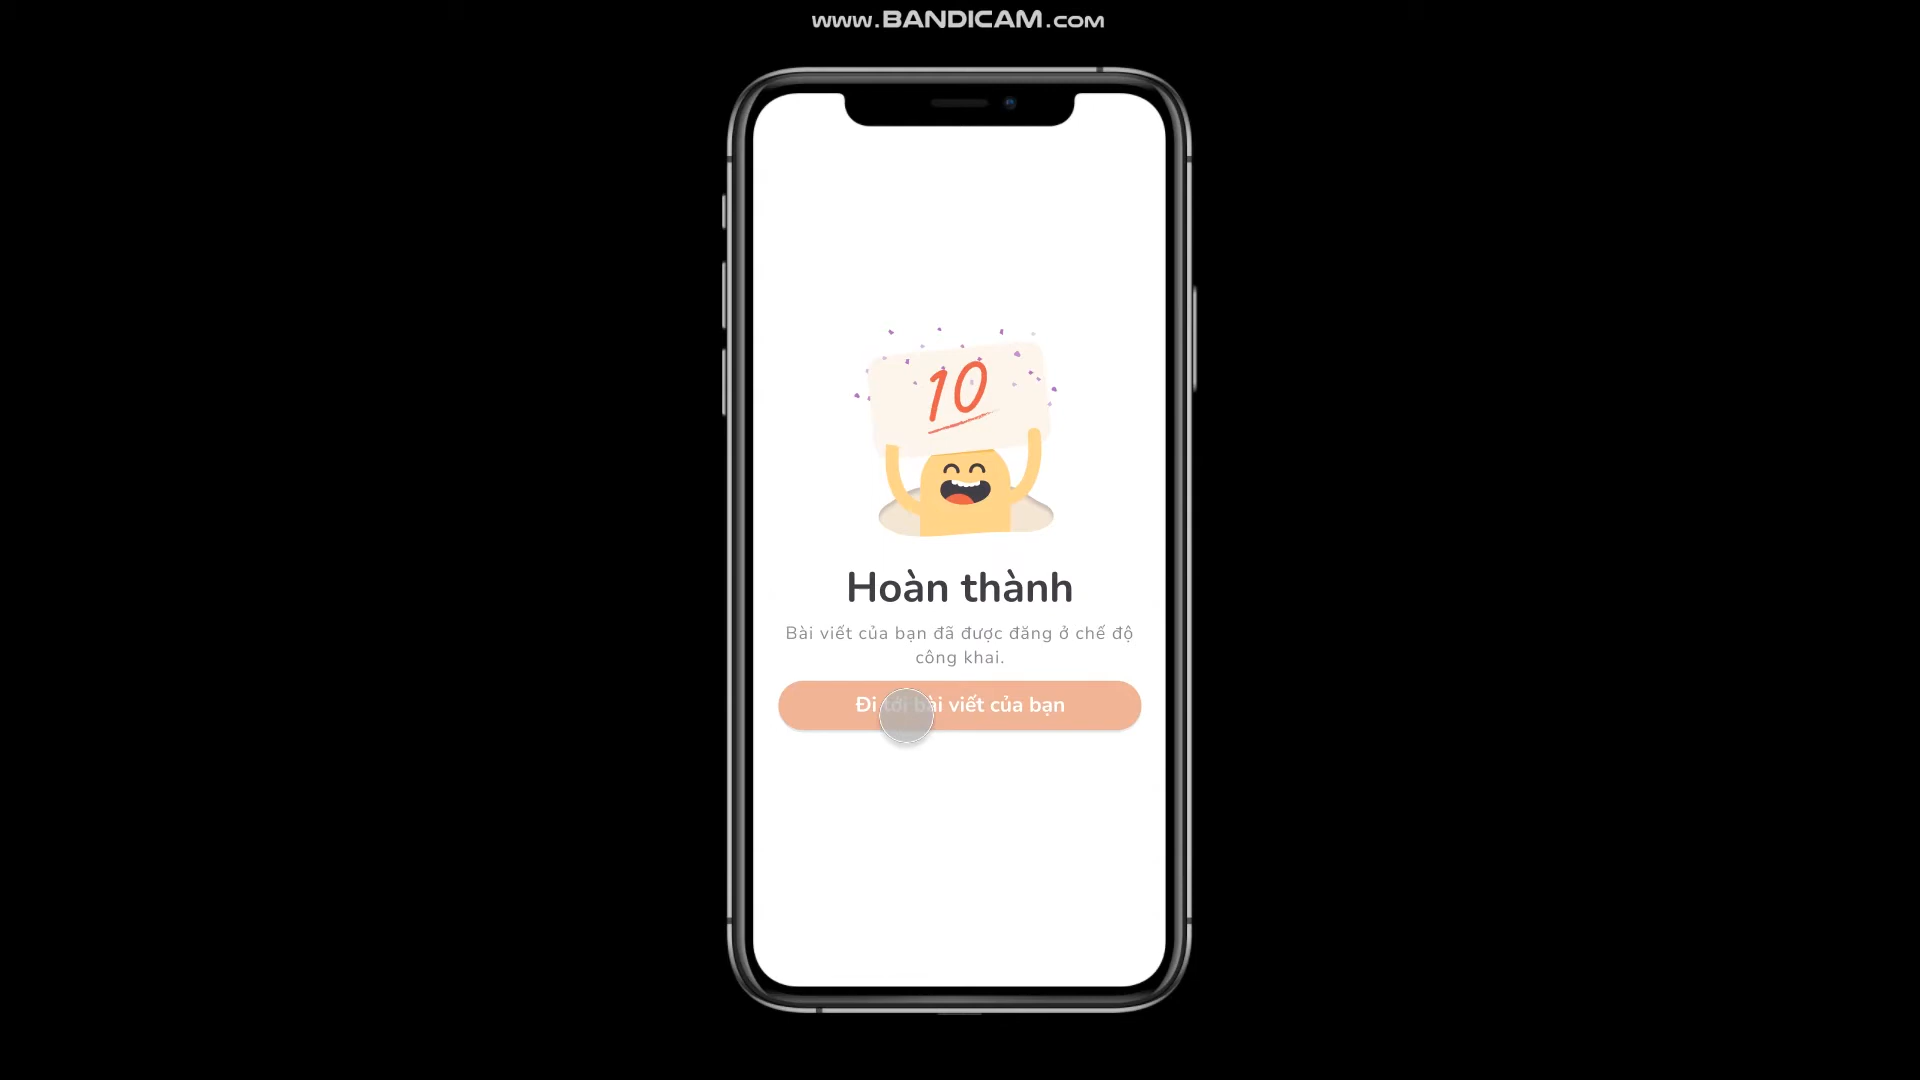 www.BANDICAM.com
10
Hoàn thành
Bài viết của bạn đã được đăng ở chế độ
công khai.
Đi tới bài viết của bạn